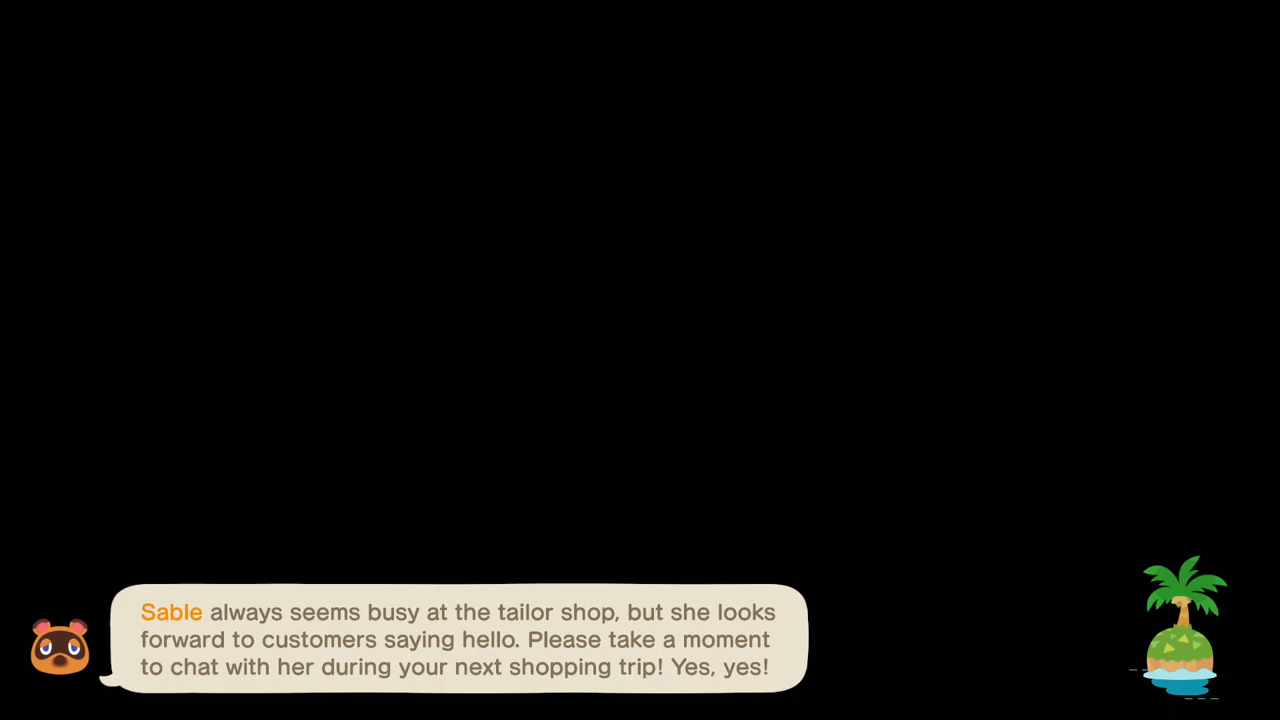 Sable always seems busy at the tailor shop, but she looks
forward to customers saying hello. Please take a moment
to chat with her during your next shopping trip! Yes, yes!